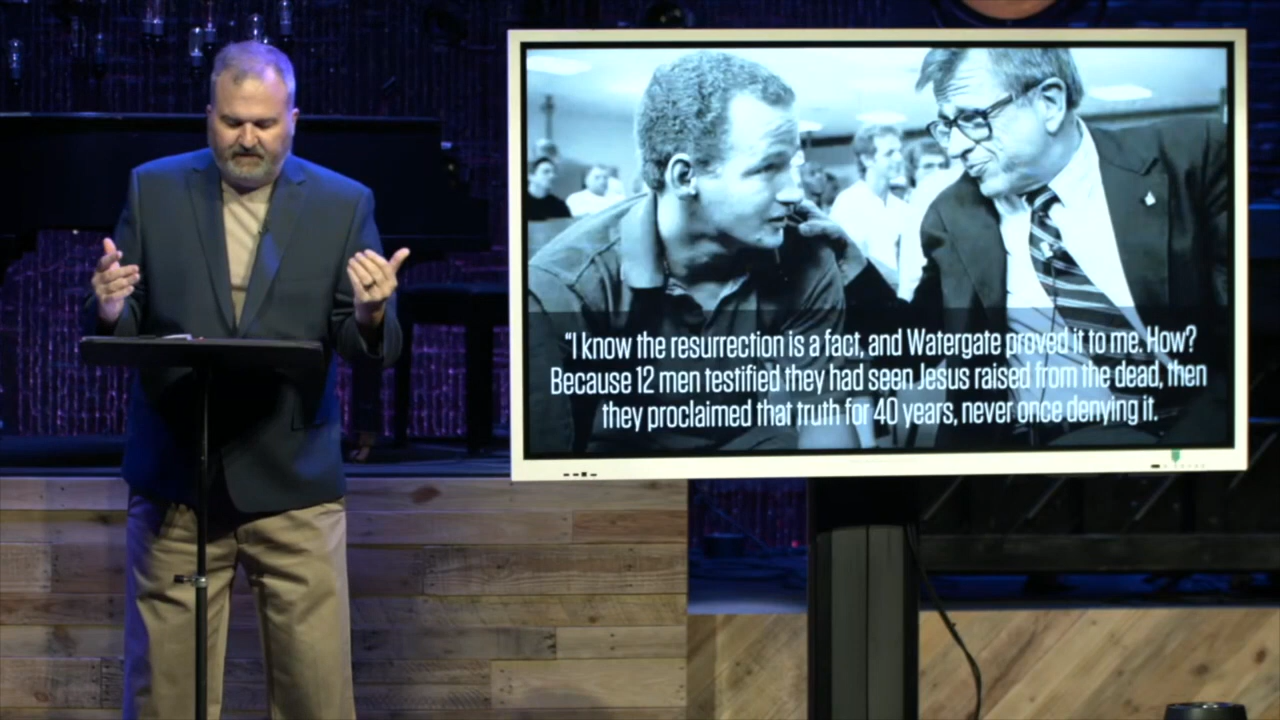 “I know the resurrection is a fact, and Watergate proved it to me. How?
Because 12 men testified they had seen Jesus raised from the dead, then
they proclaimed that truth for 40 years, never once denying it.